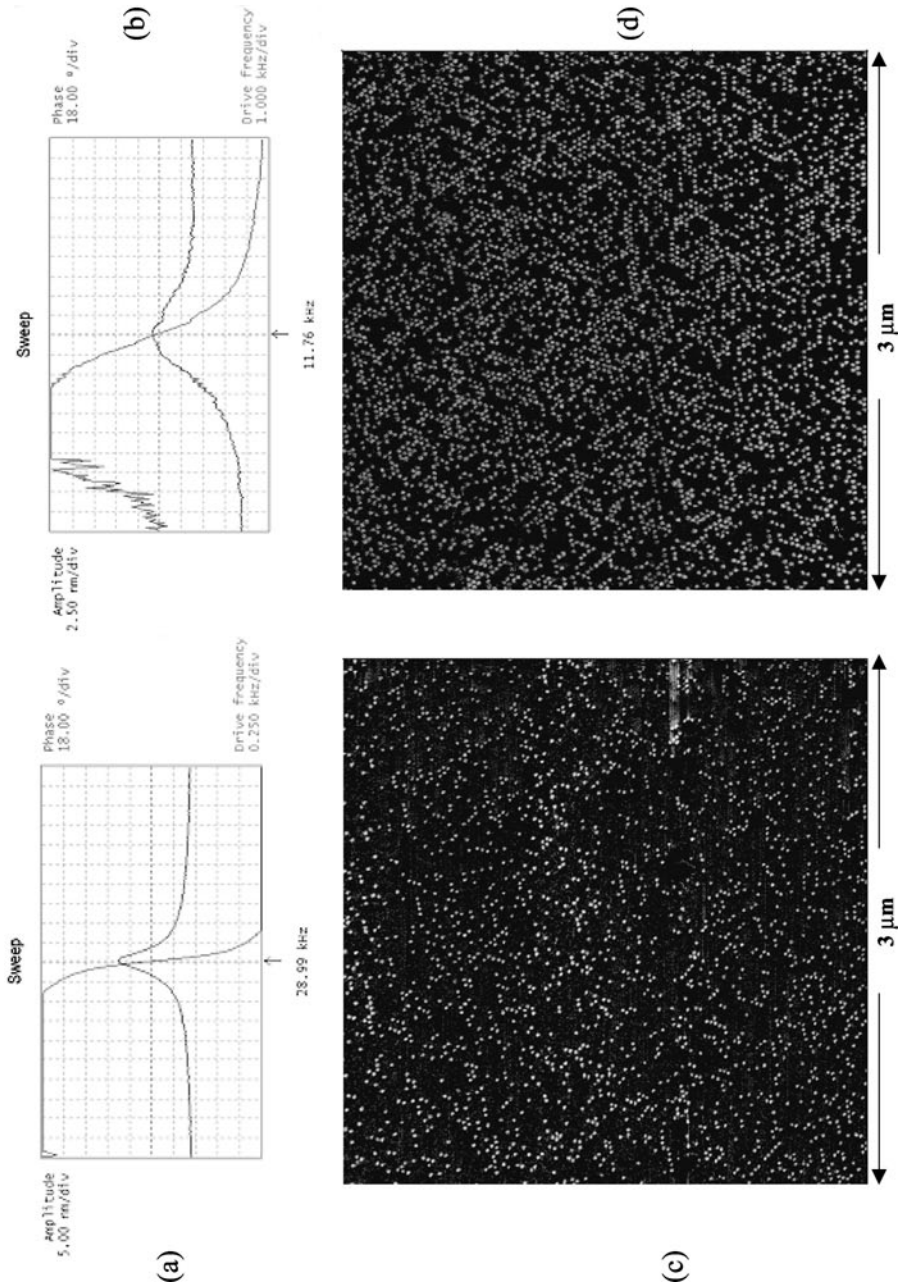 (a)
Sweep
Amplitude
5.00 nm/div
Phase
18.00 °/div
Drive frequency
0.250 kHz/div
28.99 kHz
(b)
Sweep
Amplitude
2.50 nm/div
Phase
18.00 °/div
Drive frequency
1.000 kHz/div
11.76 kHz
(c)
3 µm
(d)
3 µm